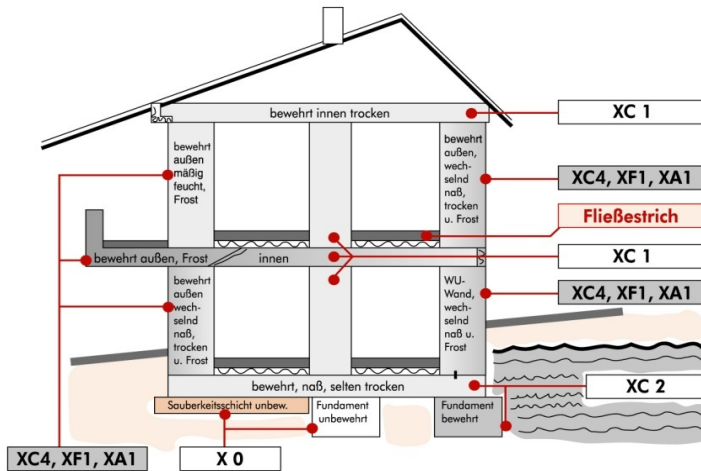 bewehrt innen trocken
XC 1
bewehrt
außen
mäßig
feucht,
Frost
bewehrt
außen,
wech-
selnd
naß,
trocken
u. Frost
XC4, XF1, XA1
Fließestrich
bewehrt außen, Frost
innen
XC 1
bewehrt
außen
wech-
selnd
naß,
trocken
u. Frost
WU-
Wand,
wech-
selnd
naß u.
Frost
XC4, XF1, XA1
bewehrt, naß, selten trocken
XC 2
Sauberkeitsschicht unbew.
Fundament
unbewehrt
Fundament
bewehrt
XC4, XF1, XA1
X 0